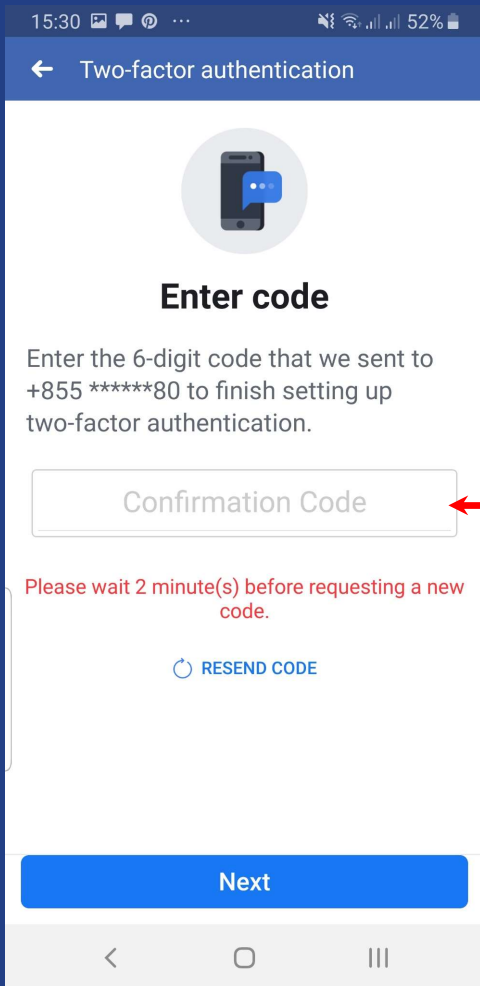 15:30 ... 52%
Two-factor authentication
Enter code
Enter the 6-digit code that we sent to
+855 ******80 to finish setting up
two-factor authentication.
Confirmation Code
Please wait 2 minute(s) before requesting a new
code.
RESEND CODE
Next